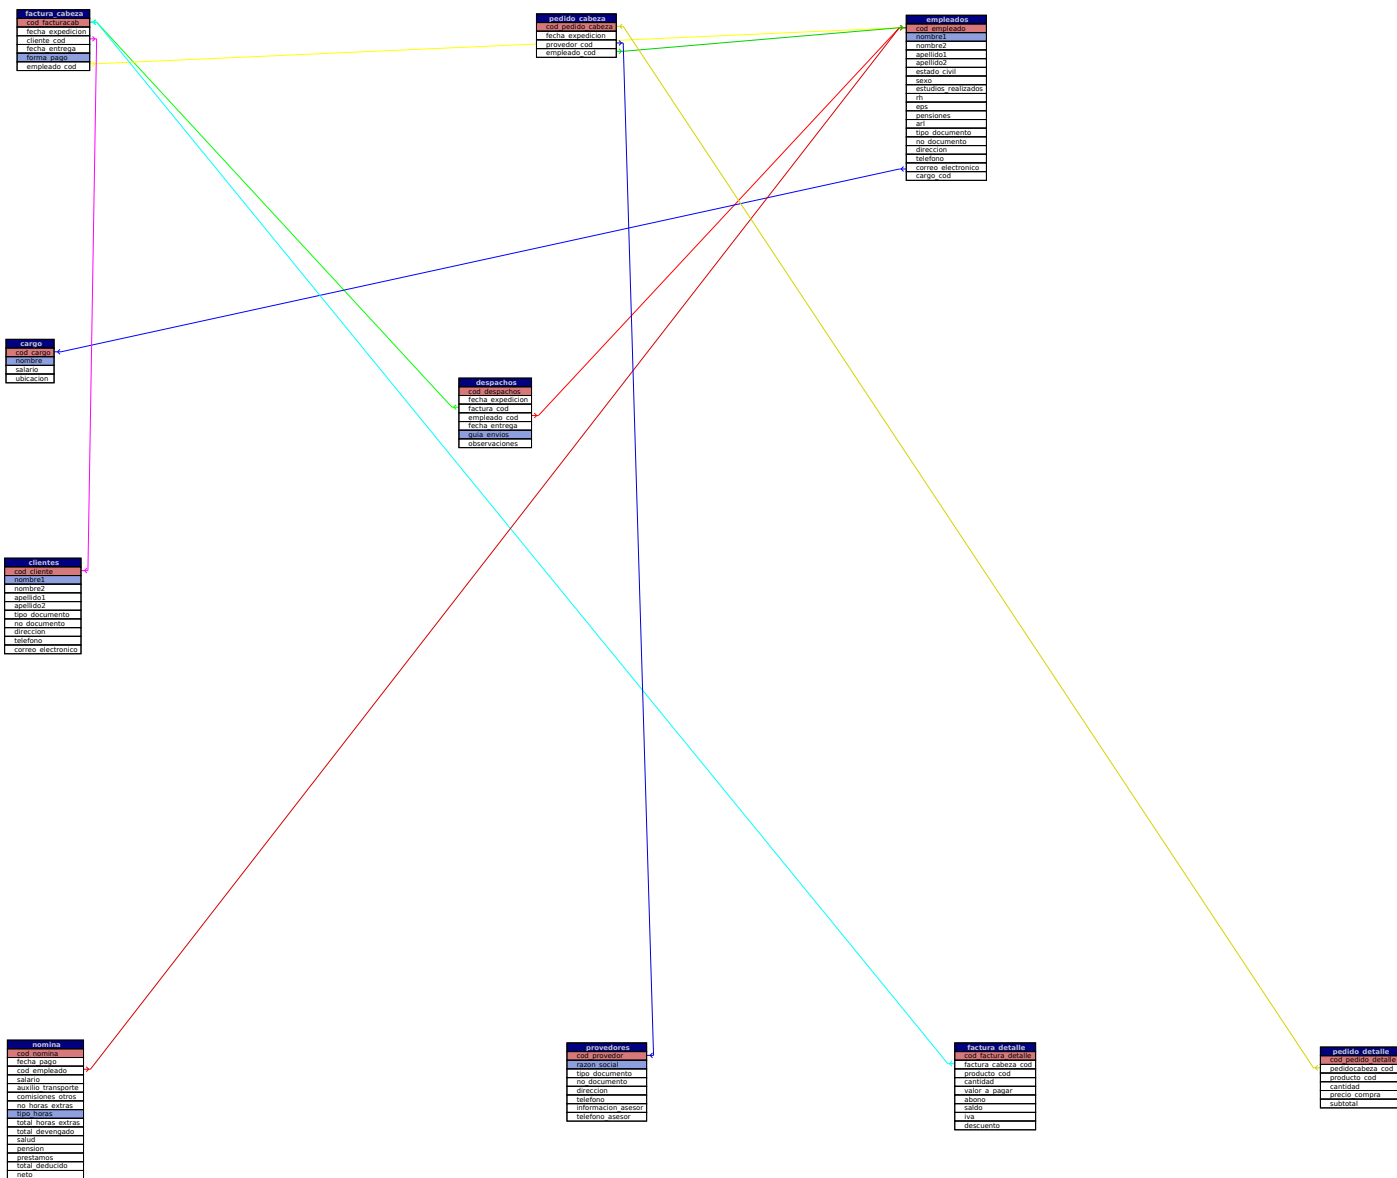 factura_cabeza
cod_facturacab
fecha_expedicion
cliente_cod
fecha_entrega
forma_pago
empleado_cod
pedido_cabeza
cod_pedido_cabeza
fecha_expedicion
provedor_cod
empleado_cod
empleados
cod_empleado
nombre1
nombre2
apellido1
apellido2
estado_civil
sexo
estudios_realizados
rh
eps
pensiones
arl
tipo_documento
no_documento
direccion
telefono
correo_electronico
cargo_cod
cargo
cod_cargo
nombre
salario
ubicacion
despachos
cod_despachos
fecha_expedicion
factura_cod
empleado_cod
fecha_entrega
guia_envios
observaciones
clientes
cod_cliente
nombre1
nombre2
apellido1
apellido2
tipo_documento
no_documento
direccion
telefono
correo_electronico
nomina
cod_nomina
fecha_pago
cod_empleado
salario
auxilio_transporte
comisiones_otros
no_horas_extras
tipo_horas
total_horas_extras
total_devengado
salud
pension
prestamos
total_deducido
neto
provedores
cod_provedor
razon_social
tipo_documento
no_documento
direccion
telefono
informacion_asesor
telefono_asesor
factura_detalle
cod_factura_detalle
factura_cabeza_cod
producto_cod
cantidad
valor_a_pagar
abono
saldo
iva
descuento
pedido_detalle
cod_pedido_detalle
pedidocabeza_cod
producto_cod
cantidad
precio_compra
subtotal